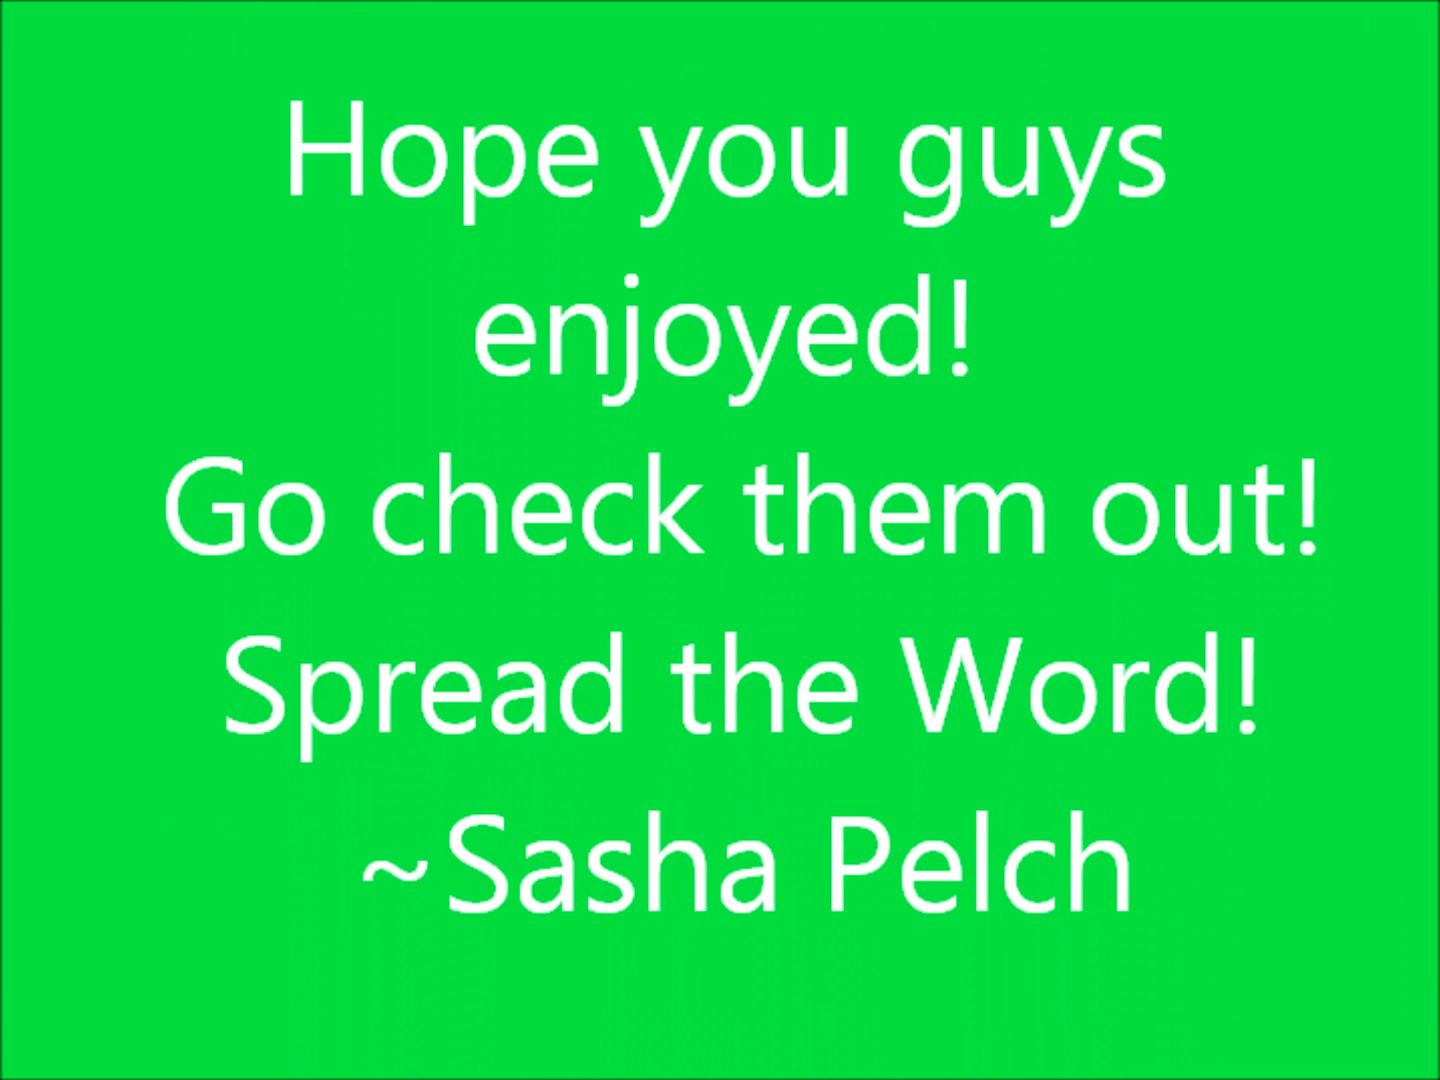 Hope you guys
enjoyed!
Go check them out!
Spread the Word!
~Sasha Pelch